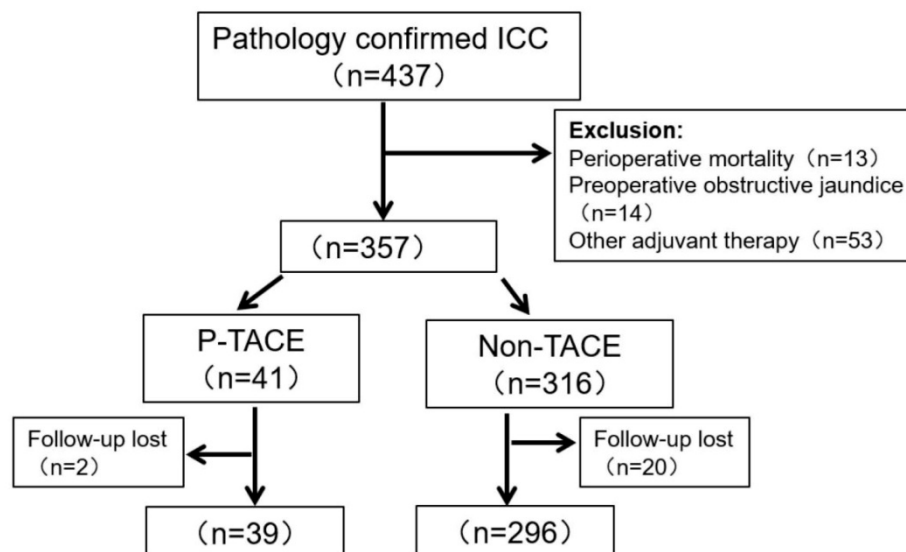 Pathology confirmed ICC
（n=437）
Exclusion:
Perioperative mortality（n=13）
Preoperative obstructive jaundice
（n=14）
Other adjuvant therapy（n=53）
（n=357）
P-TACE
（n=41）
Non-TACE
（n=316）
Follow-up lost
（n=2）
Follow-up lost
（n=20）
（n=39）
（n=296）